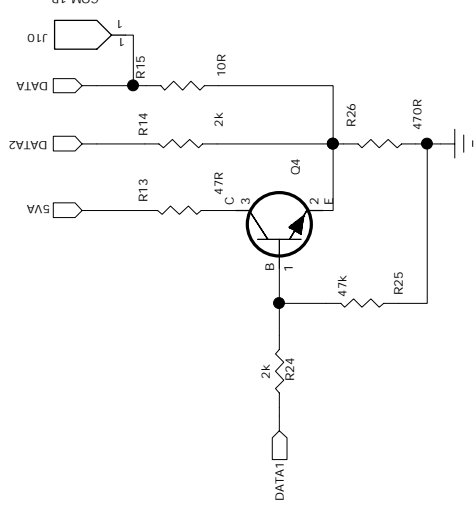 J10
1
1
DATA
R15
10R
DATA2
R14
2k
R26
470R
5VA
R13
47R
C
3
Q4
2
E
B
1
47k
R25
2k
R24
DATA1